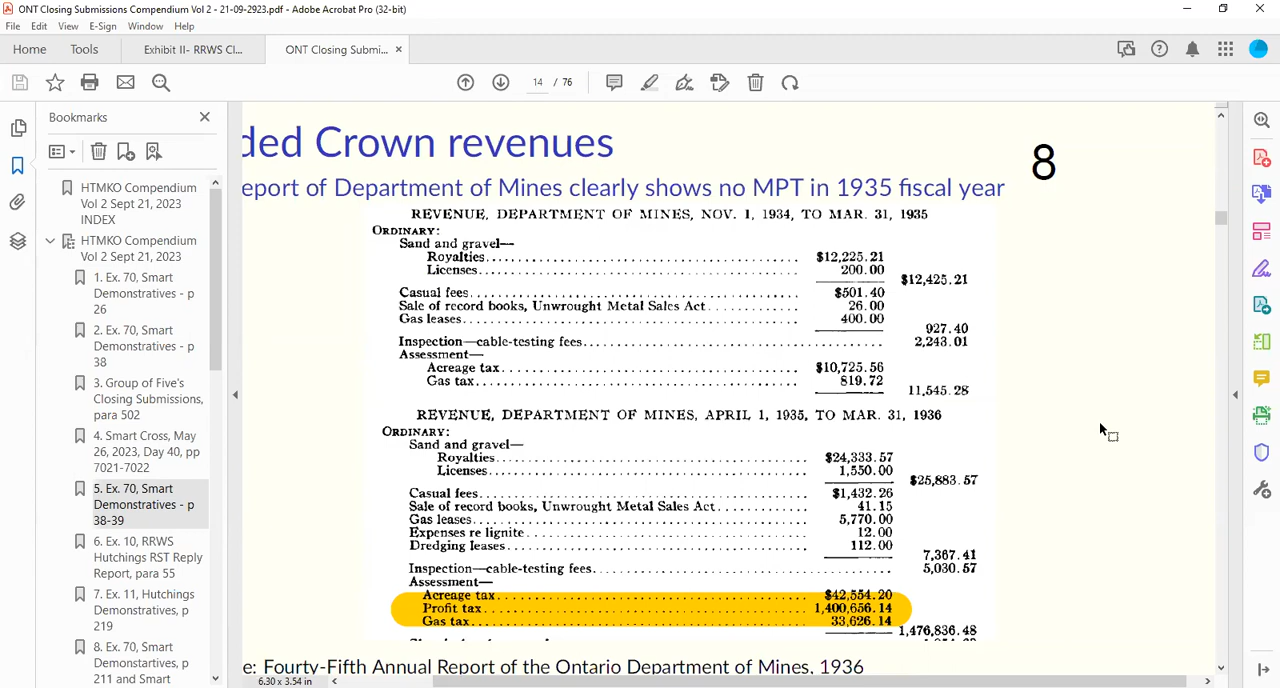 ONT Closing Submissions Compendium Vol 2 - 21-09-2923.pdf - Adobe Acrobat Pro (32-bit)
File Edit View E-Sign Window Help
Home Tools Exhibit II- RRWS Cl... ONT Closing Submi... ×
14 / 76
Bookmarks
HTMKO Compendium
Vol 2 Sept 21, 2023
INDEX
HTMKO Compendium
Vol 2 Sept 21, 2023
1. Ex. 70, Smart
Demonstratives - p
26
2. Ex. 70, Smart
Demonstratives - p
38
3. Group of Five's
Closing Submissions,
para 502
4. Smart Cross, May
26, 2023, Day 40, pp
7021-7022
5. Ex. 70, Smart
Demonstratives - p
38-39
6. Ex. 10, RRWS
Hutchings RST Reply
Report, para 55
7. Ex. 11, Hutchings
Demonstratives, p
219
8. Ex. 70, Smart
Demonstartives, p
211 and Smart
ded Crown revenues
8
eport of Department of Mines clearly shows no MPT in 1935 fiscal year
REVENUE, DEPARTMENT OF MINES, NOV. 1, 1934, TO MAR. 31, 1935
ORDINARY:
Sand and gravel—
Royalties $12,225.21
Licenses 200.00
$12,425.21
Casual fees $501.40
Sale of record books, Unwrought Metal Sales Act 26.00
Gas leases 400.00
927.40
Inspection—cable-testing fees 2,243.01
Assessment—
Acreage tax $10,725.56
Gas tax 819.72
11,545.28
REVENUE, DEPARTMENT OF MINES, APRIL 1, 1935, TO MAR. 31, 1936
ORDINARY:
Sand and gravel—
Royalties $24,333.57
Licenses 1,550.00
$25,883.57
Casual fees $1,432.26
Sale of record books, Unwrought Metal Sales Act 41.15
Gas leases 5,770.00
Expenses re lignite 12.00
Dredging leases 112.00
7,367.41
Inspection—cable-testing fees 5,030.57
Assessment—
Acreage tax $42,554.20
Profit tax 1,400,656.14
Gas tax 33,626.14
1,476,836.48
e: Fourty-Fifth Annual Report of the Ontario Department of Mines, 1936
6.30 x 3.54 in